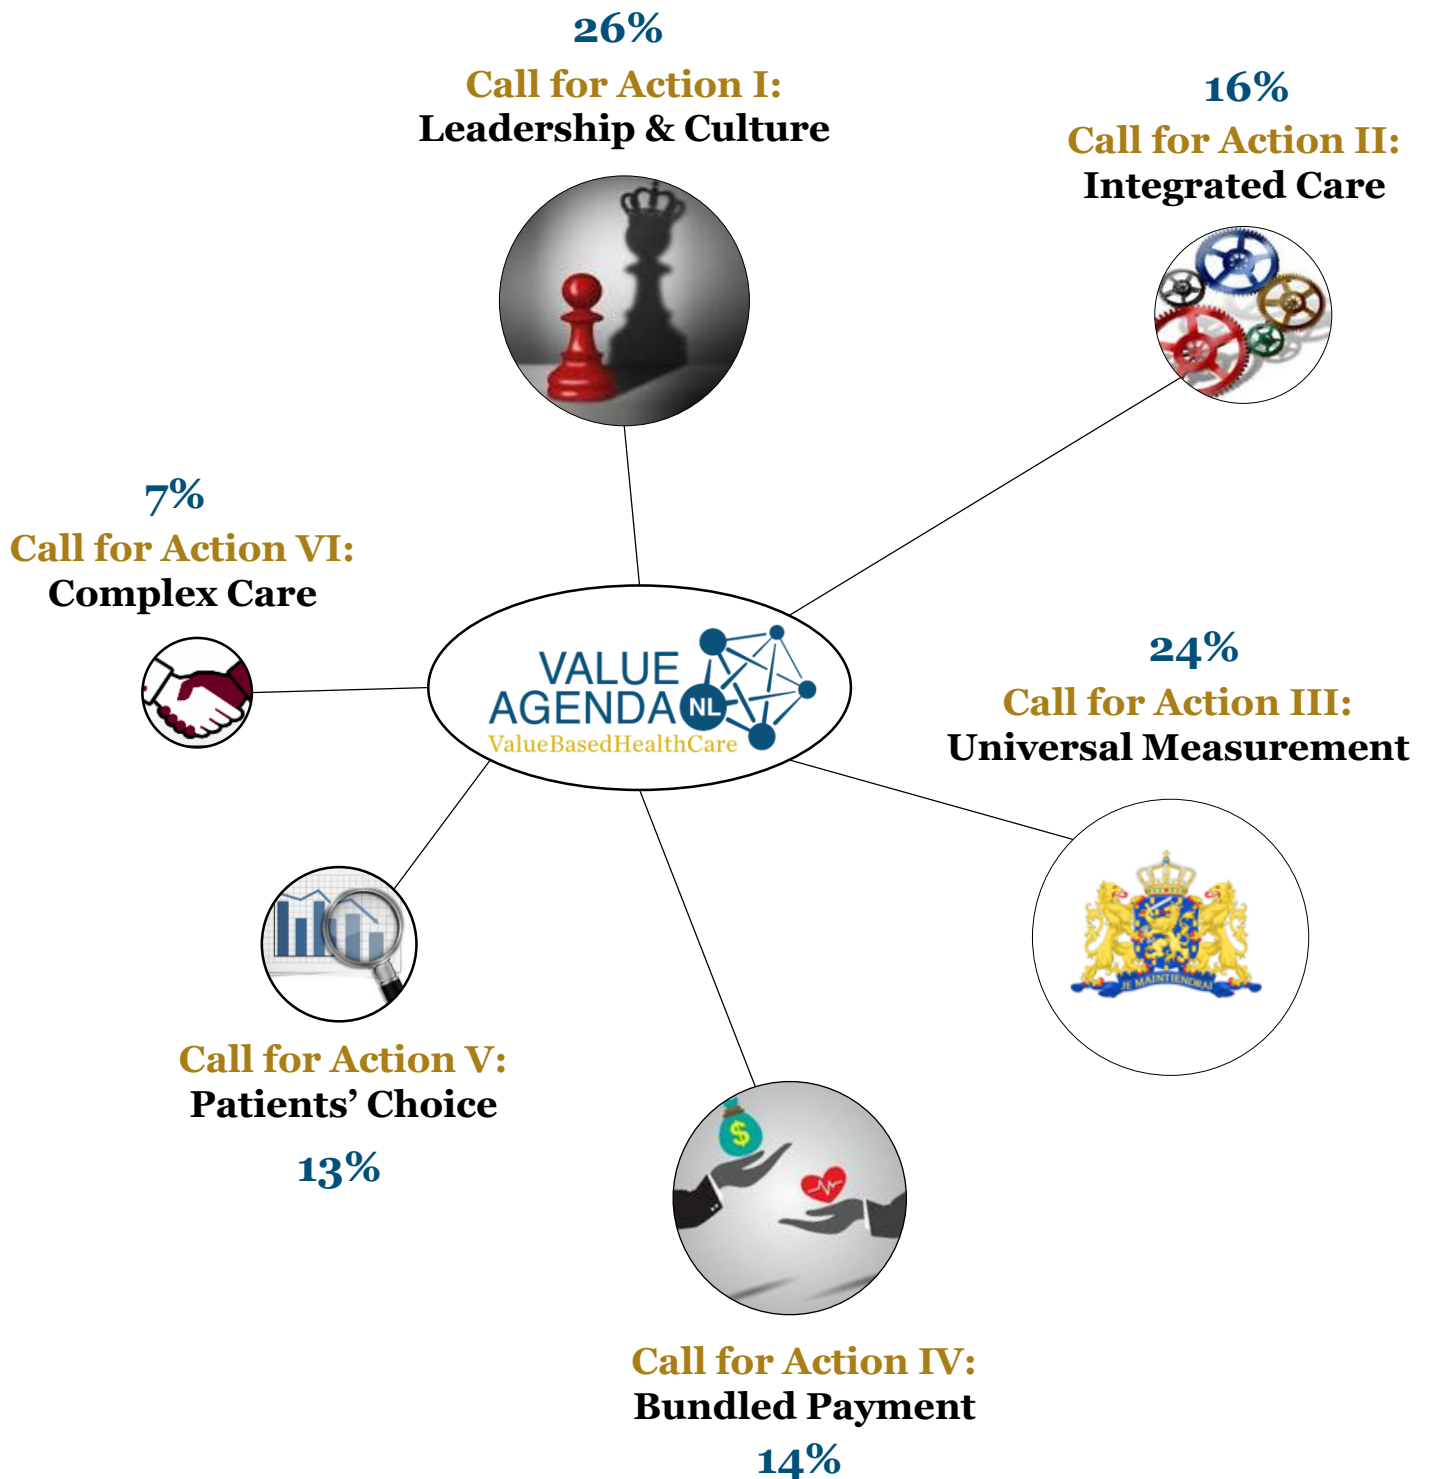 26%
Call for Action I:
Leadership & Culture
16%
Call for Action II:
Integrated Care
7%
Call for Action VI:
Complex Care
VALUE
AGENDA NL
ValueBasedHealthCare
24%
Call for Action III:
Universal Measurement
JE MAINTIENDRAI
Call for Action V:
Patients’ Choice
13%
$
Call for Action IV:
Bundled Payment
14%